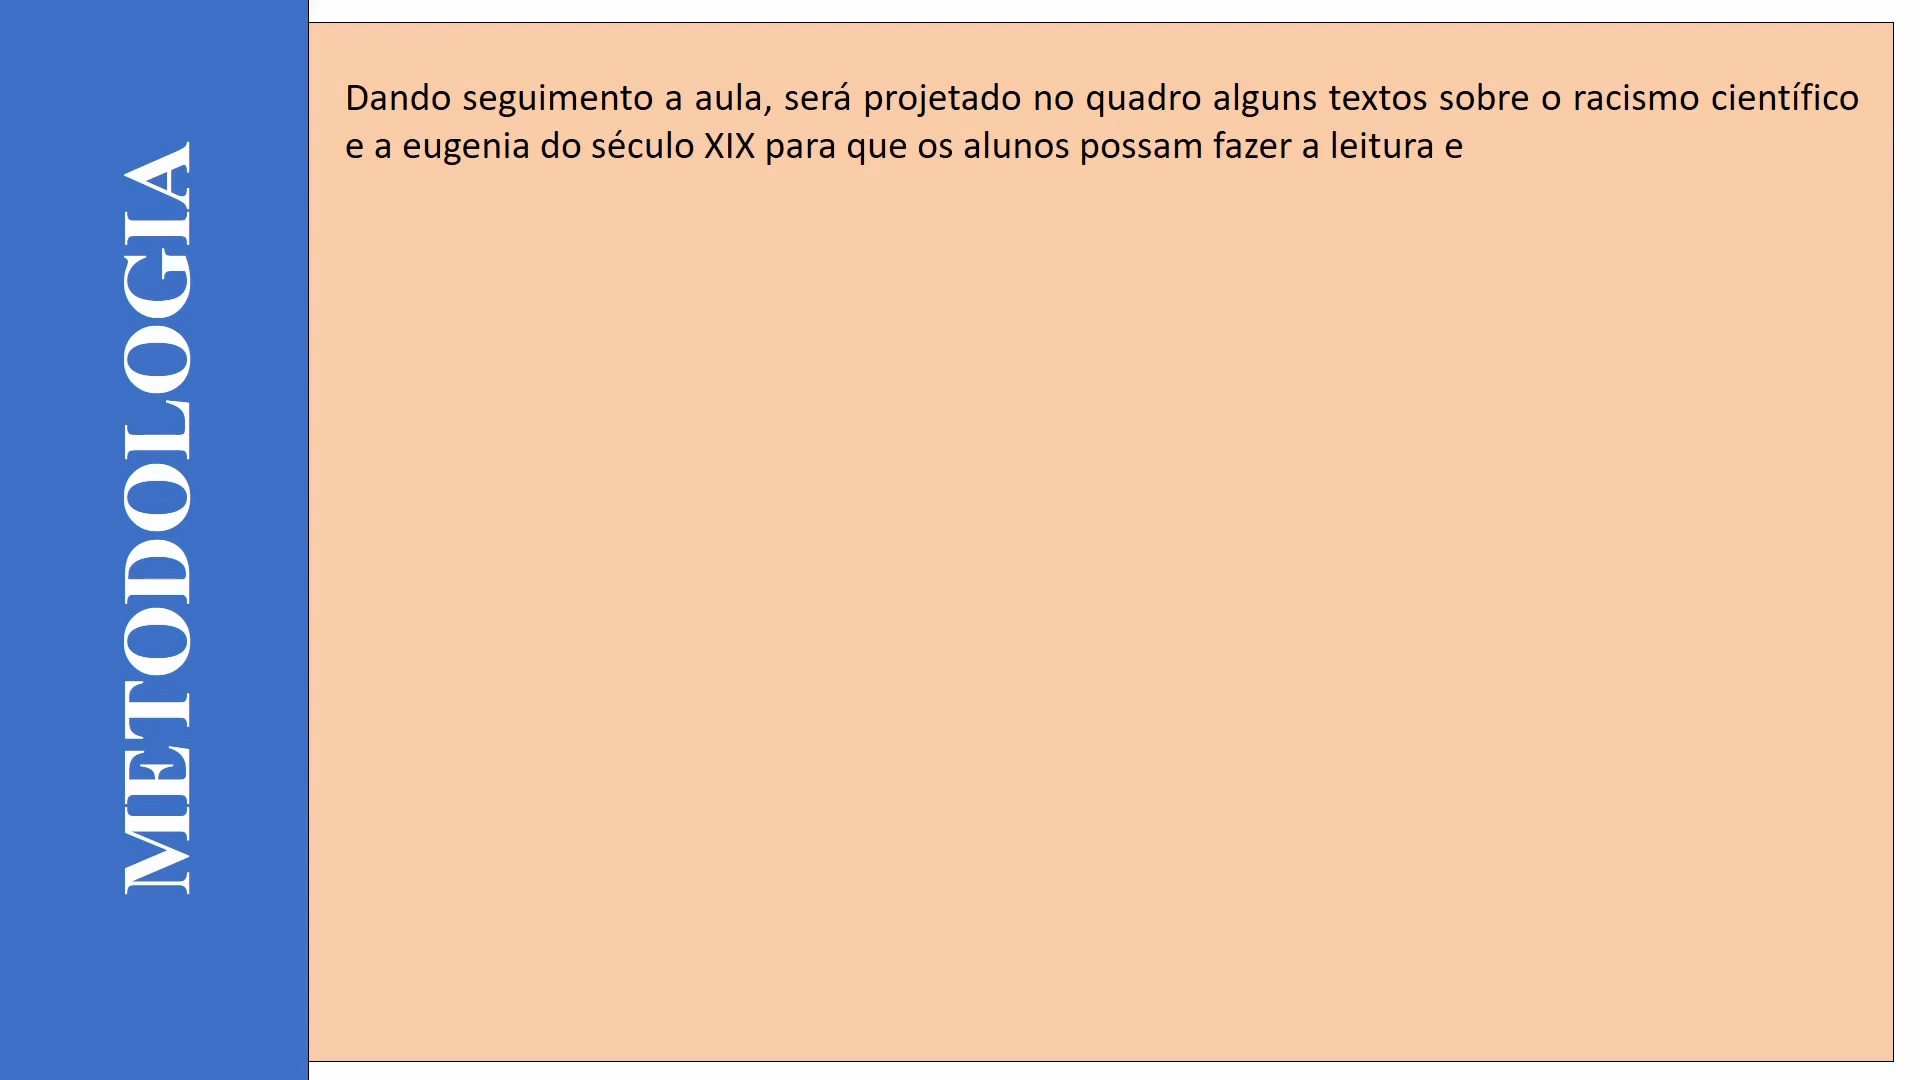 METODOLOGIA
Dando seguimento a aula, será projetado no quadro alguns textos sobre o racismo científico
e a eugenia do século XIX para que os alunos possam fazer a leitura e